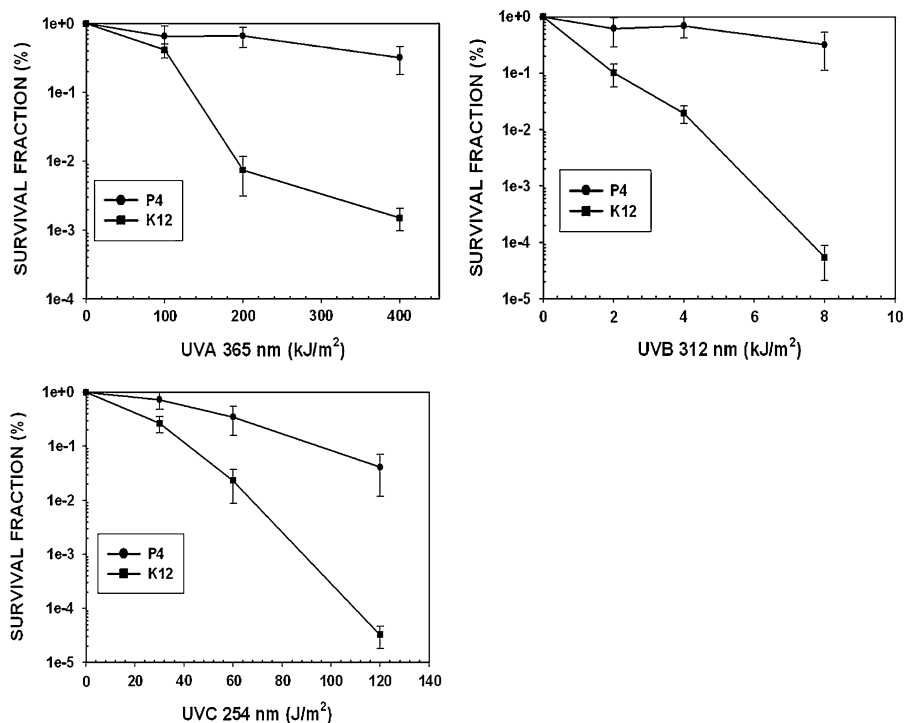 SURVIVAL FRACTION (%)
1e+0
1e-1
1e-2
1e-3
1e-4
P4
K12
0 100 200 300 400
UVA 365 nm (kJ/m²)
SURVIVAL FRACTION (%)
1e+0
1e-1
1e-2
1e-3
1e-4
1e-5
P4
K12
0 2 4 6 8 10
UVB 312 nm (kJ/m²)
SURVIVAL FRACTION (%)
1e+0
1e-1
1e-2
1e-3
1e-4
1e-5
P4
K12
0 20 40 60 80 100 120 140
UVC 254 nm (J/m²)